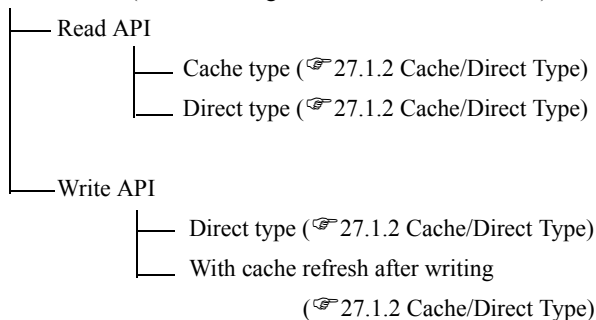 Read API
Cache type (☞27.1.2 Cache/Direct Type)
Direct type (☞27.1.2 Cache/Direct Type)
Write API
Direct type (☞27.1.2 Cache/Direct Type)
With cache refresh after writing
(☞27.1.2 Cache/Direct Type)